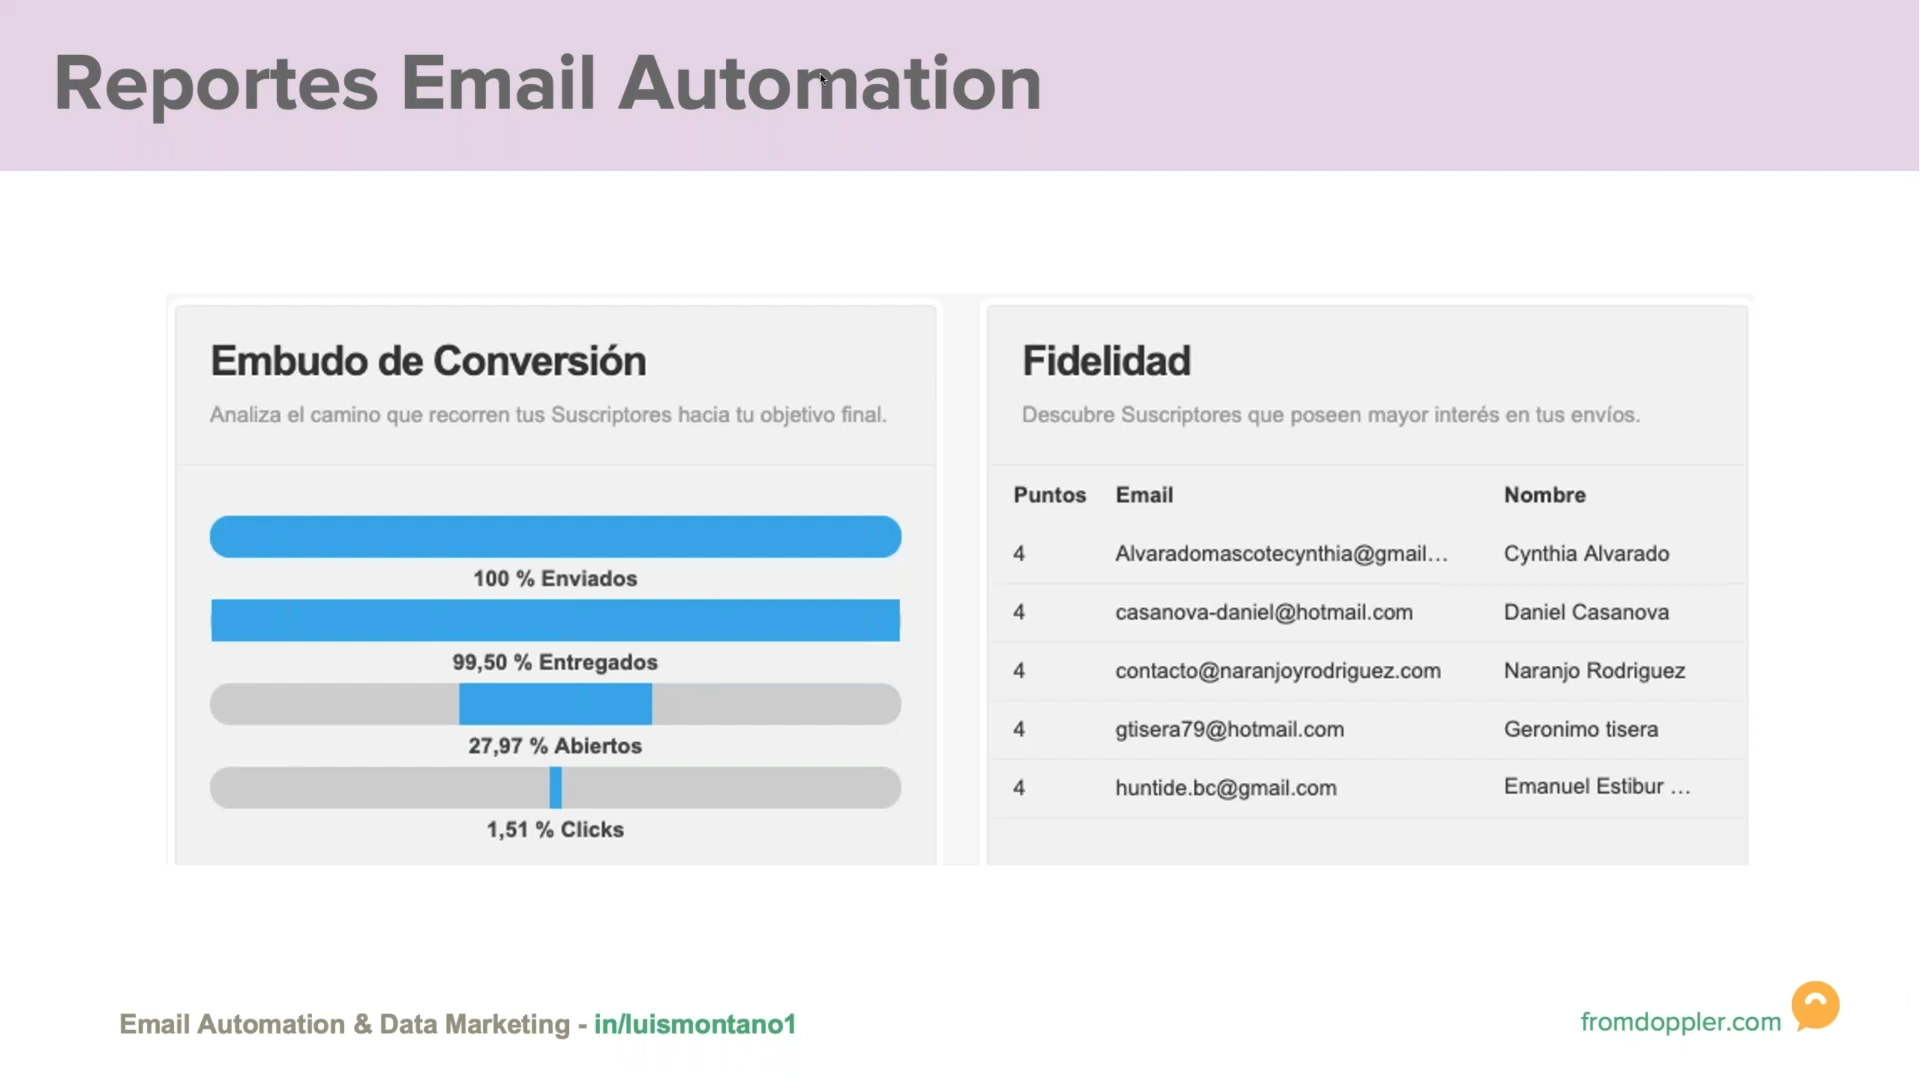 Reportes Email Automation
Embudo de Conversión
Analiza el camino que recorren tus Suscriptores hacia tu objetivo final.
100 % Enviados
99,50 % Entregados
27,97 % Abiertos
1,51 % Clicks
Fidelidad
Descubre Suscriptores que poseen mayor interés en tus envíos.
Puntos Email Nombre
4 Alvaradomascotecynthia@gmail... Cynthia Alvarado
4 casanova-daniel@hotmail.com Daniel Casanova
4 contacto@naranjoyrodriguez.com Naranjo Rodriguez
4 gtisera79@hotmail.com Geronimo tisera
4 huntide.bc@gmail.com Emanuel Estibur ...
Email Automation & Data Marketing - in/luismontano1
fromdoppler.com